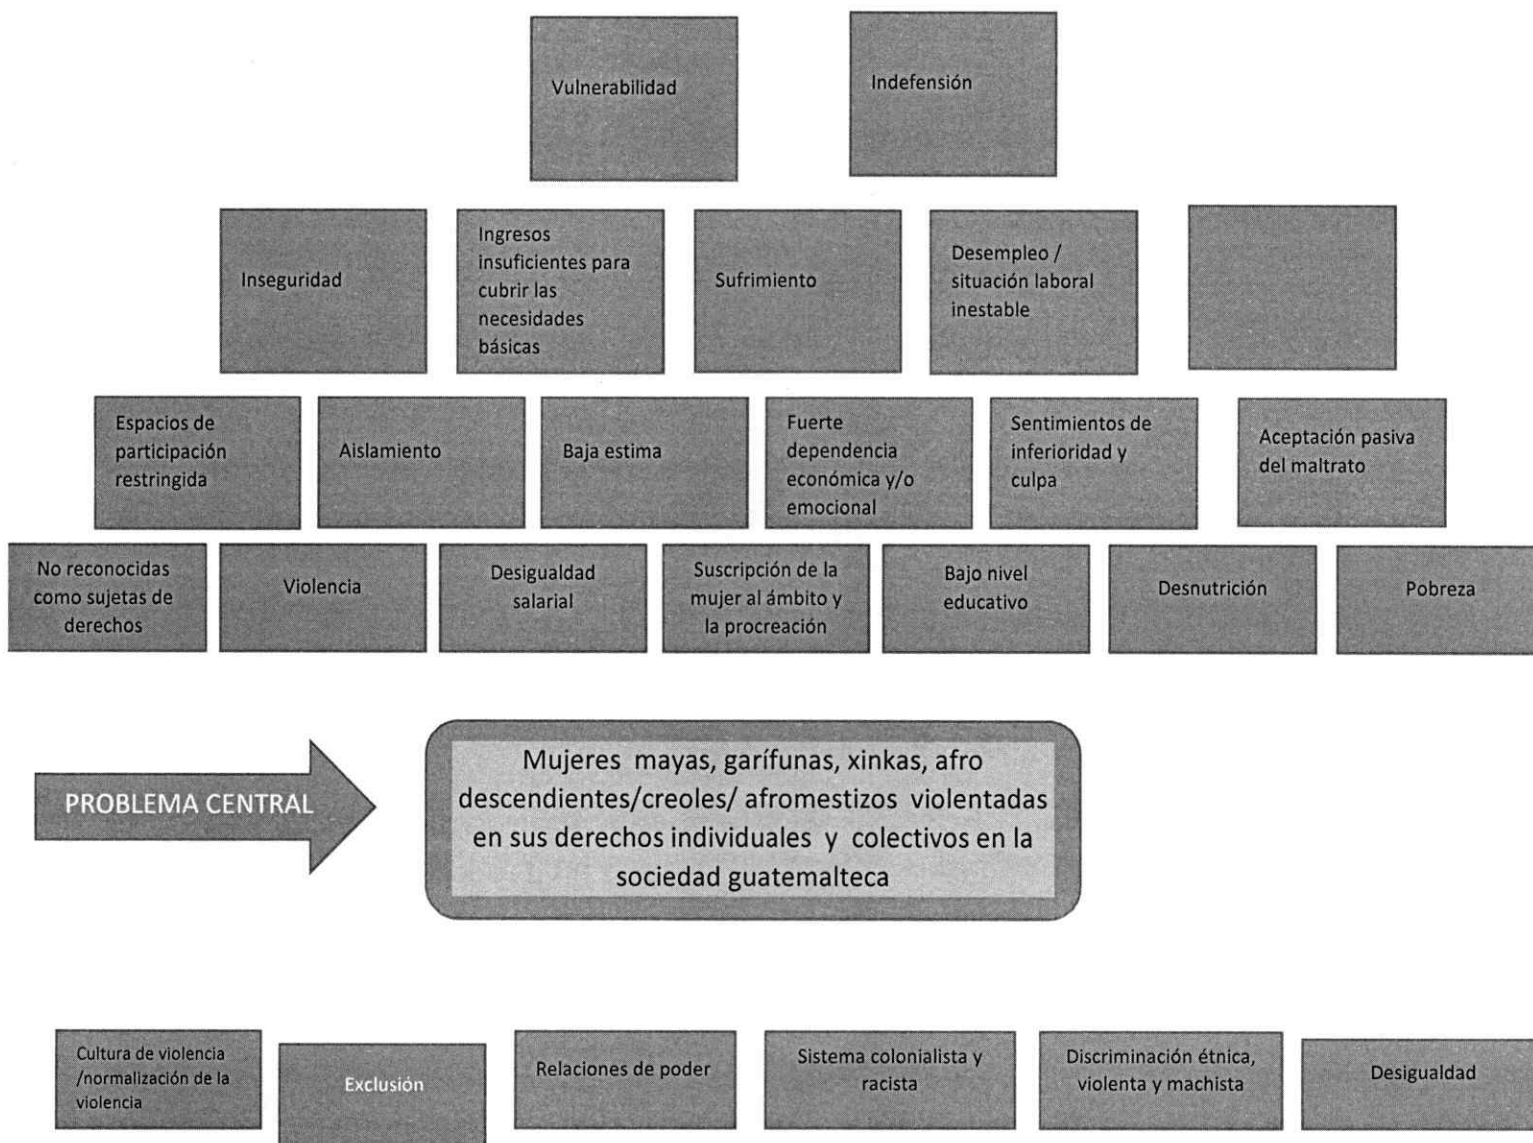 Vulnerabilidad
Indefensión
Inseguridad
Ingresos
insuficientes para
cubrir las
necesidades
básicas
Sufrimiento
Desempleo /
situación laboral
inestable
Espacios de
participación
restringida
Aislamiento
Baja estima
Fuerte
dependencia
económica y/o
emocional
Sentimientos de
inferioridad y
culpa
Aceptación pasiva
del maltrato
No reconocidas
como sujetas de
derechos
Violencia
Desigualdad
salarial
Suscripción de la
mujer al ámbito y
la procreación
Bajo nivel
educativo
Desnutrición
Pobreza
PROBLEMA CENTRAL
Mujeres mayas, garífunas, xinkas, afro
descendientes/creoles/ afromestizos violentadas
en sus derechos individuales y colectivos en la
sociedad guatemalteca
Cultura de violencia
/normalización de la
violencia
Exclusión
Relaciones de poder
Sistema colonialista y
racista
Discriminación étnica,
violenta y machista
Desigualdad